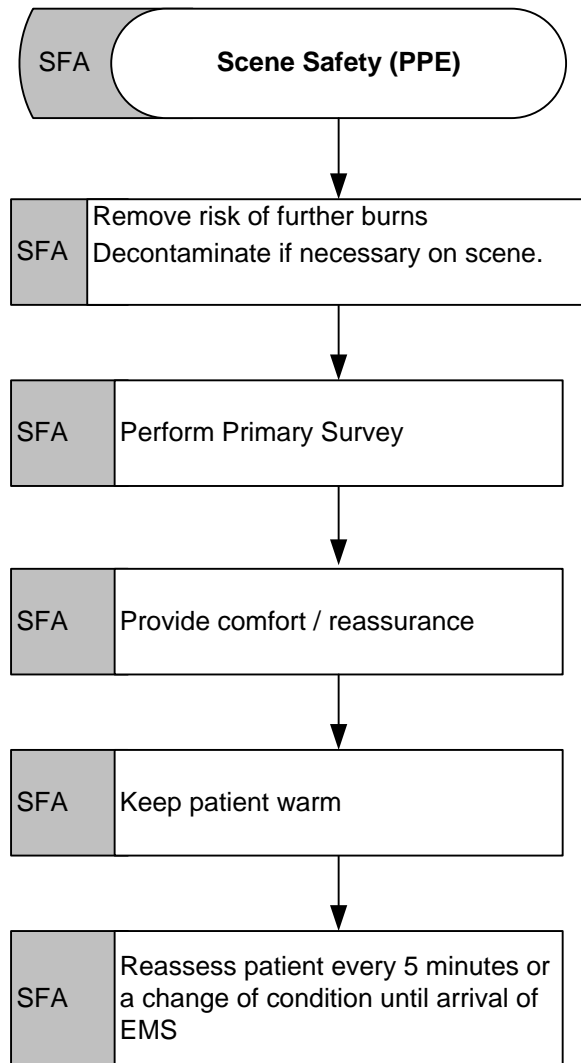 SFA
Scene Safety (PPE)
SFA
Remove risk of further burns
Decontaminate if necessary on scene.
SFA
Perform Primary Survey
SFA
Provide comfort / reassurance
SFA
Keep patient warm
SFA
Reassess patient every 5 minutes or
a change of condition until arrival of
EMS